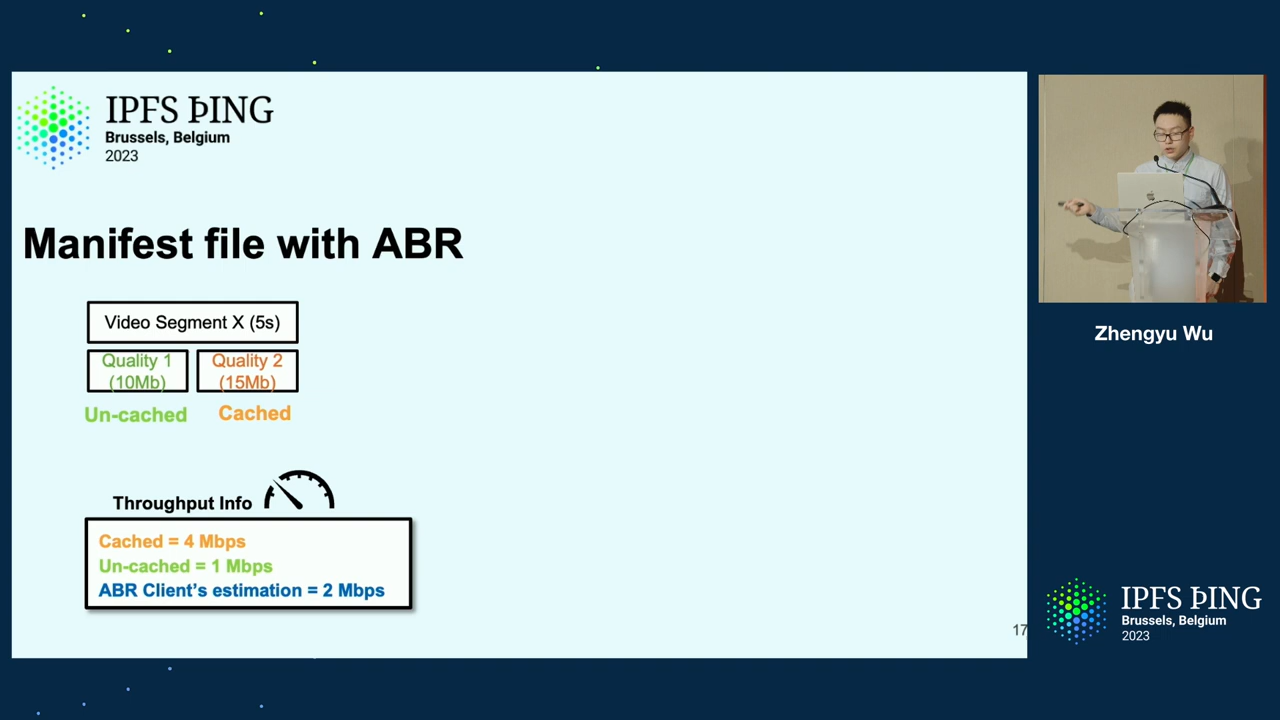 IPFS ÞING
Brussels, Belgium
2023
Manifest file with ABR
Video Segment X (5s)
Quality 1
(10Mb)
Quality 2
(15Mb)
Un-cached
Cached
Throughput Info
Cached = 4 Mbps
Un-cached = 1 Mbps
ABR Client's estimation = 2 Mbps
17
Zhengyu Wu
IPFS ÞING
Brussels, Belgium
2023